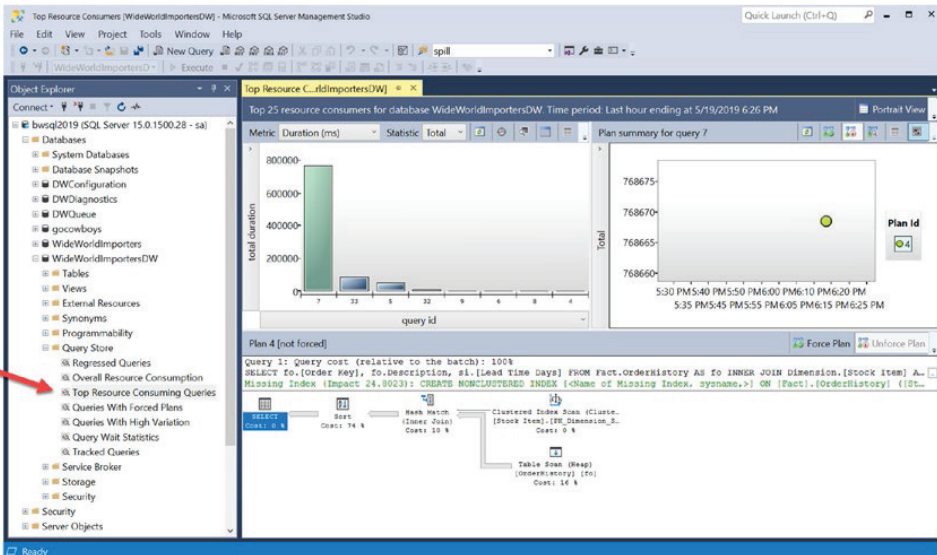 Top Resource Consumers [WideWorldImportersDW] - Microsoft SQL Server Management Studio
Quick Launch (Ctrl+Q)
File Edit View Project Tools Window Help
New Query
spill
WideWorldImportersD
Execute
Object Explorer
Connect
bwsql2019 (SQL Server 15.0.1500.28 - sa)
Databases
System Databases
Database Snapshots
DWConfiguration
DWDiagnostics
DWQueue
gocowboys
WideWorldImporters
WideWorldImportersDW
Tables
Views
External Resources
Synonyms
Programmability
Query Store
Regressed Queries
Overall Resource Consumption
Top Resource Consuming Queries
Queries With Forced Plans
Queries With High Variation
Query Wait Statistics
Tracked Queries
Service Broker
Storage
Security
Security
Server Objects
Top Resource C...rldImportersDW]
Top 25 resource consumers for database WideWorldImportersDW. Time period: Last hour ending at 5/19/2019 6:26 PM
Portrait View
Metric Duration (ms) Statistic Total
800000
600000
400000
200000
0
total duration
7 33 5 32 9 6 8 4
query id
Plan summary for query 7
768675
768670
768665
768660
Total
5:30 PM 5:40 PM 5:50 PM 6:00 PM 6:10 PM 6:20 PM
5:35 PM 5:45 PM 5:55 PM 6:05 PM 6:15 PM 6:25 PM
Plan Id
4
Plan 4 [not forced]
Force Plan Unforce Plan
Query 1: Query cost (relative to the batch): 100%
SELECT fo.[Order Key], fo.Description, si.[Lead Time Days] FROM Fact.OrderHistory AS fo INNER JOIN Dimension.[Stock Item] A...
Missing Index (Impact 24.8023): CREATE NONCLUSTERED INDEX [<Name of Missing Index, sysname,>] ON [Fact].[OrderHistory] ([St...
SELECT
Cost: 0 %
Sort
Cost: 74 %
Hash Match
(Inner Join)
Cost: 10 %
Clustered Index Scan (Cluste...
[Stock Item].[PK_Dimension_S...
Cost: 0 %
Table Scan (Heap)
[OrderHistory] [fo]
Cost: 16 %
Ready